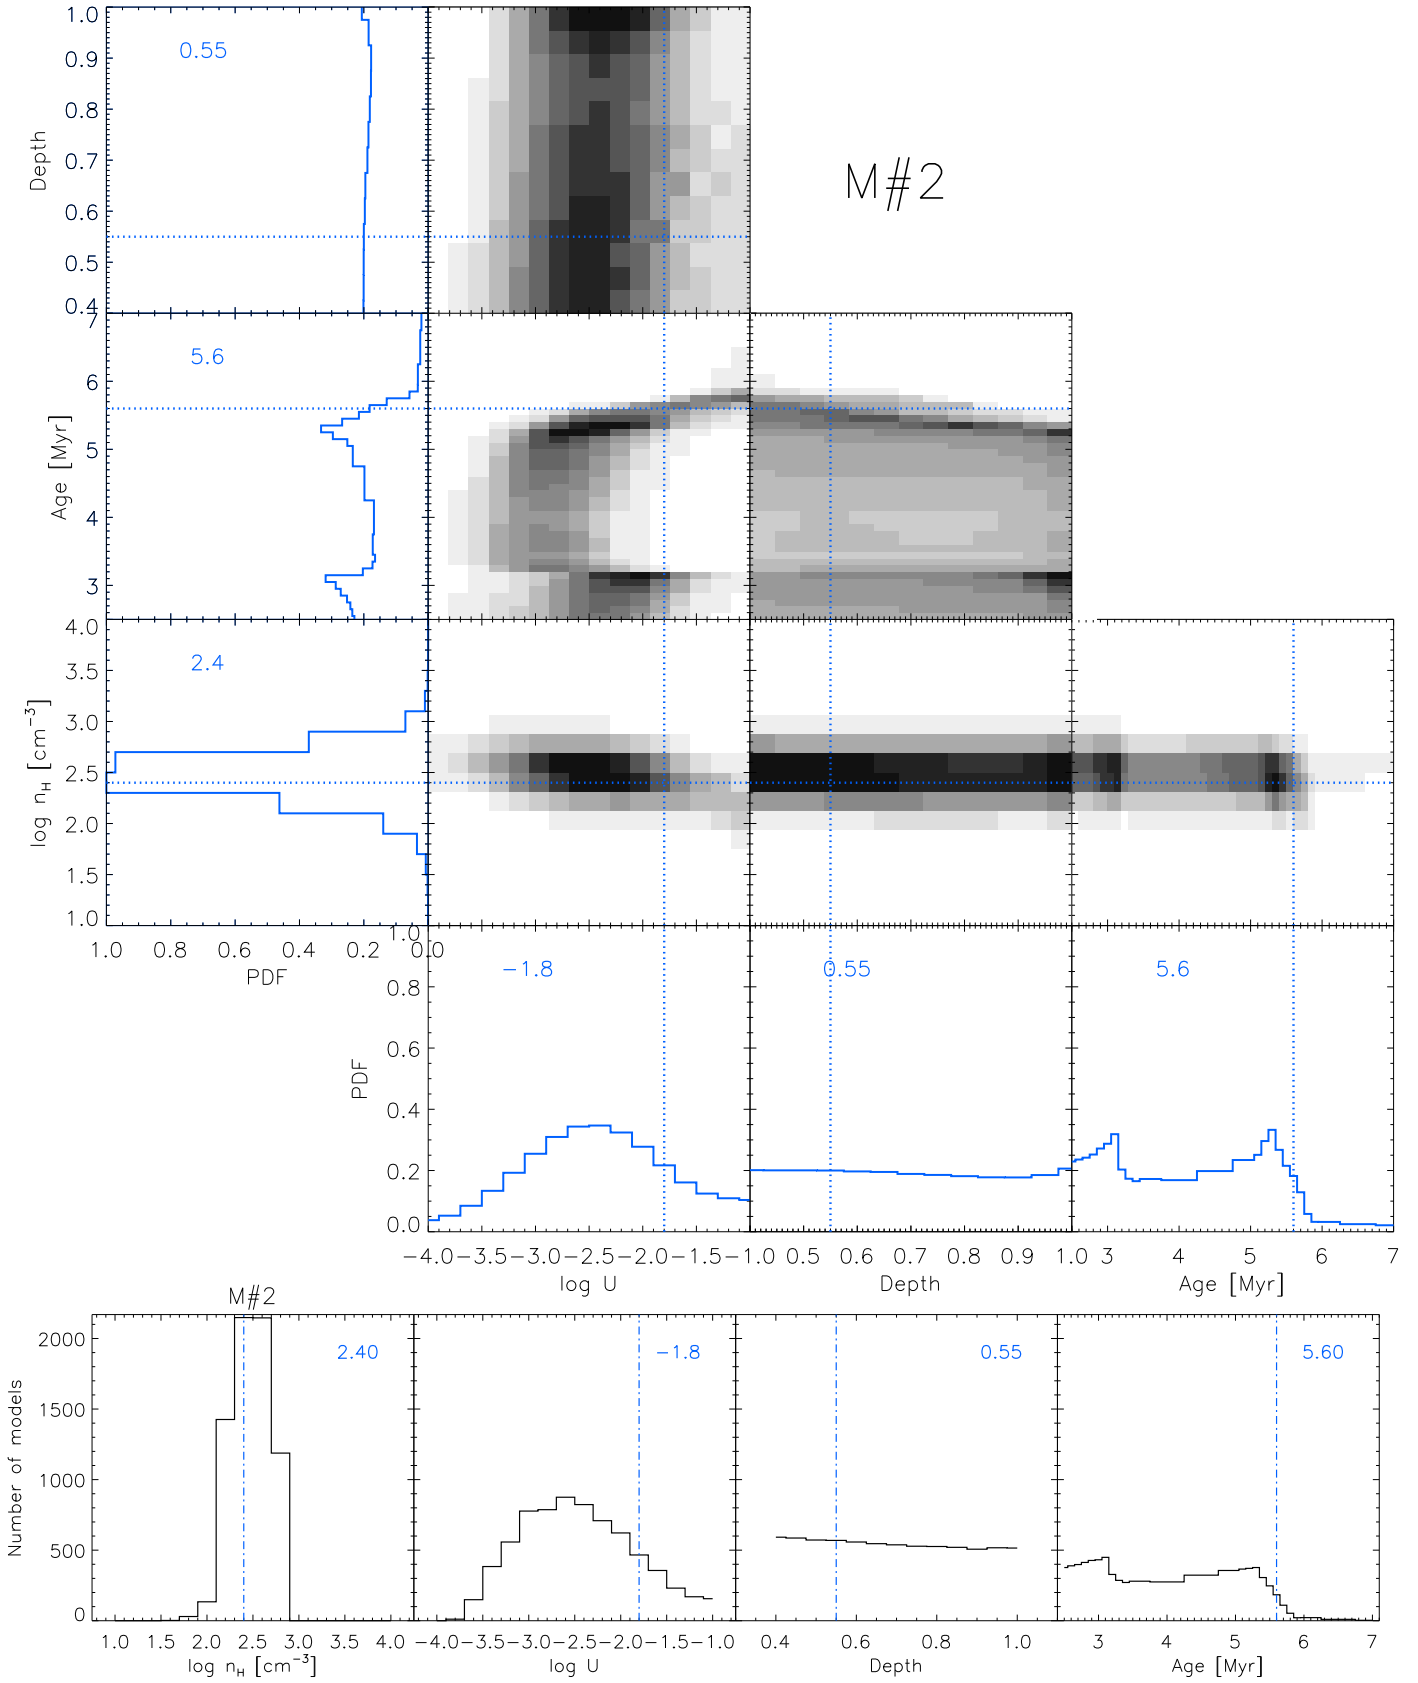 1.0
0.9
0.8
0.7
0.6
0.5
0.4
Depth
0.55
M#2
7
6
5
4
3
Age [Myr]
5.6
4.0
3.5
3.0
2.5
2.0
1.5
1.0
log n_H [cm⁻³]
2.4
1.0 0.8 0.6 0.4 0.2 0.0
PDF
1.0
0.8
0.6
0.4
0.2
0.0
PDF
−1.8
0.55
5.6
−4.0 −3.5 −3.0 −2.5 −2.0 −1.5 −1.0 0.5 0.6 0.7 0.8 0.9 1.0 3 4 5 6 7
log U
Depth
Age [Myr]
M#2
2000
1500
1000
500
0
Number of models
2.40
−1.8
0.55
5.60
1.0 1.5 2.0 2.5 3.0 3.5 4.0 −4.0 −3.5 −3.0 −2.5 −2.0 −1.5 −1.0 0.4 0.6 0.8 1.0 3 4 5 6 7
log n_H [cm⁻³]
log U
Depth
Age [Myr]